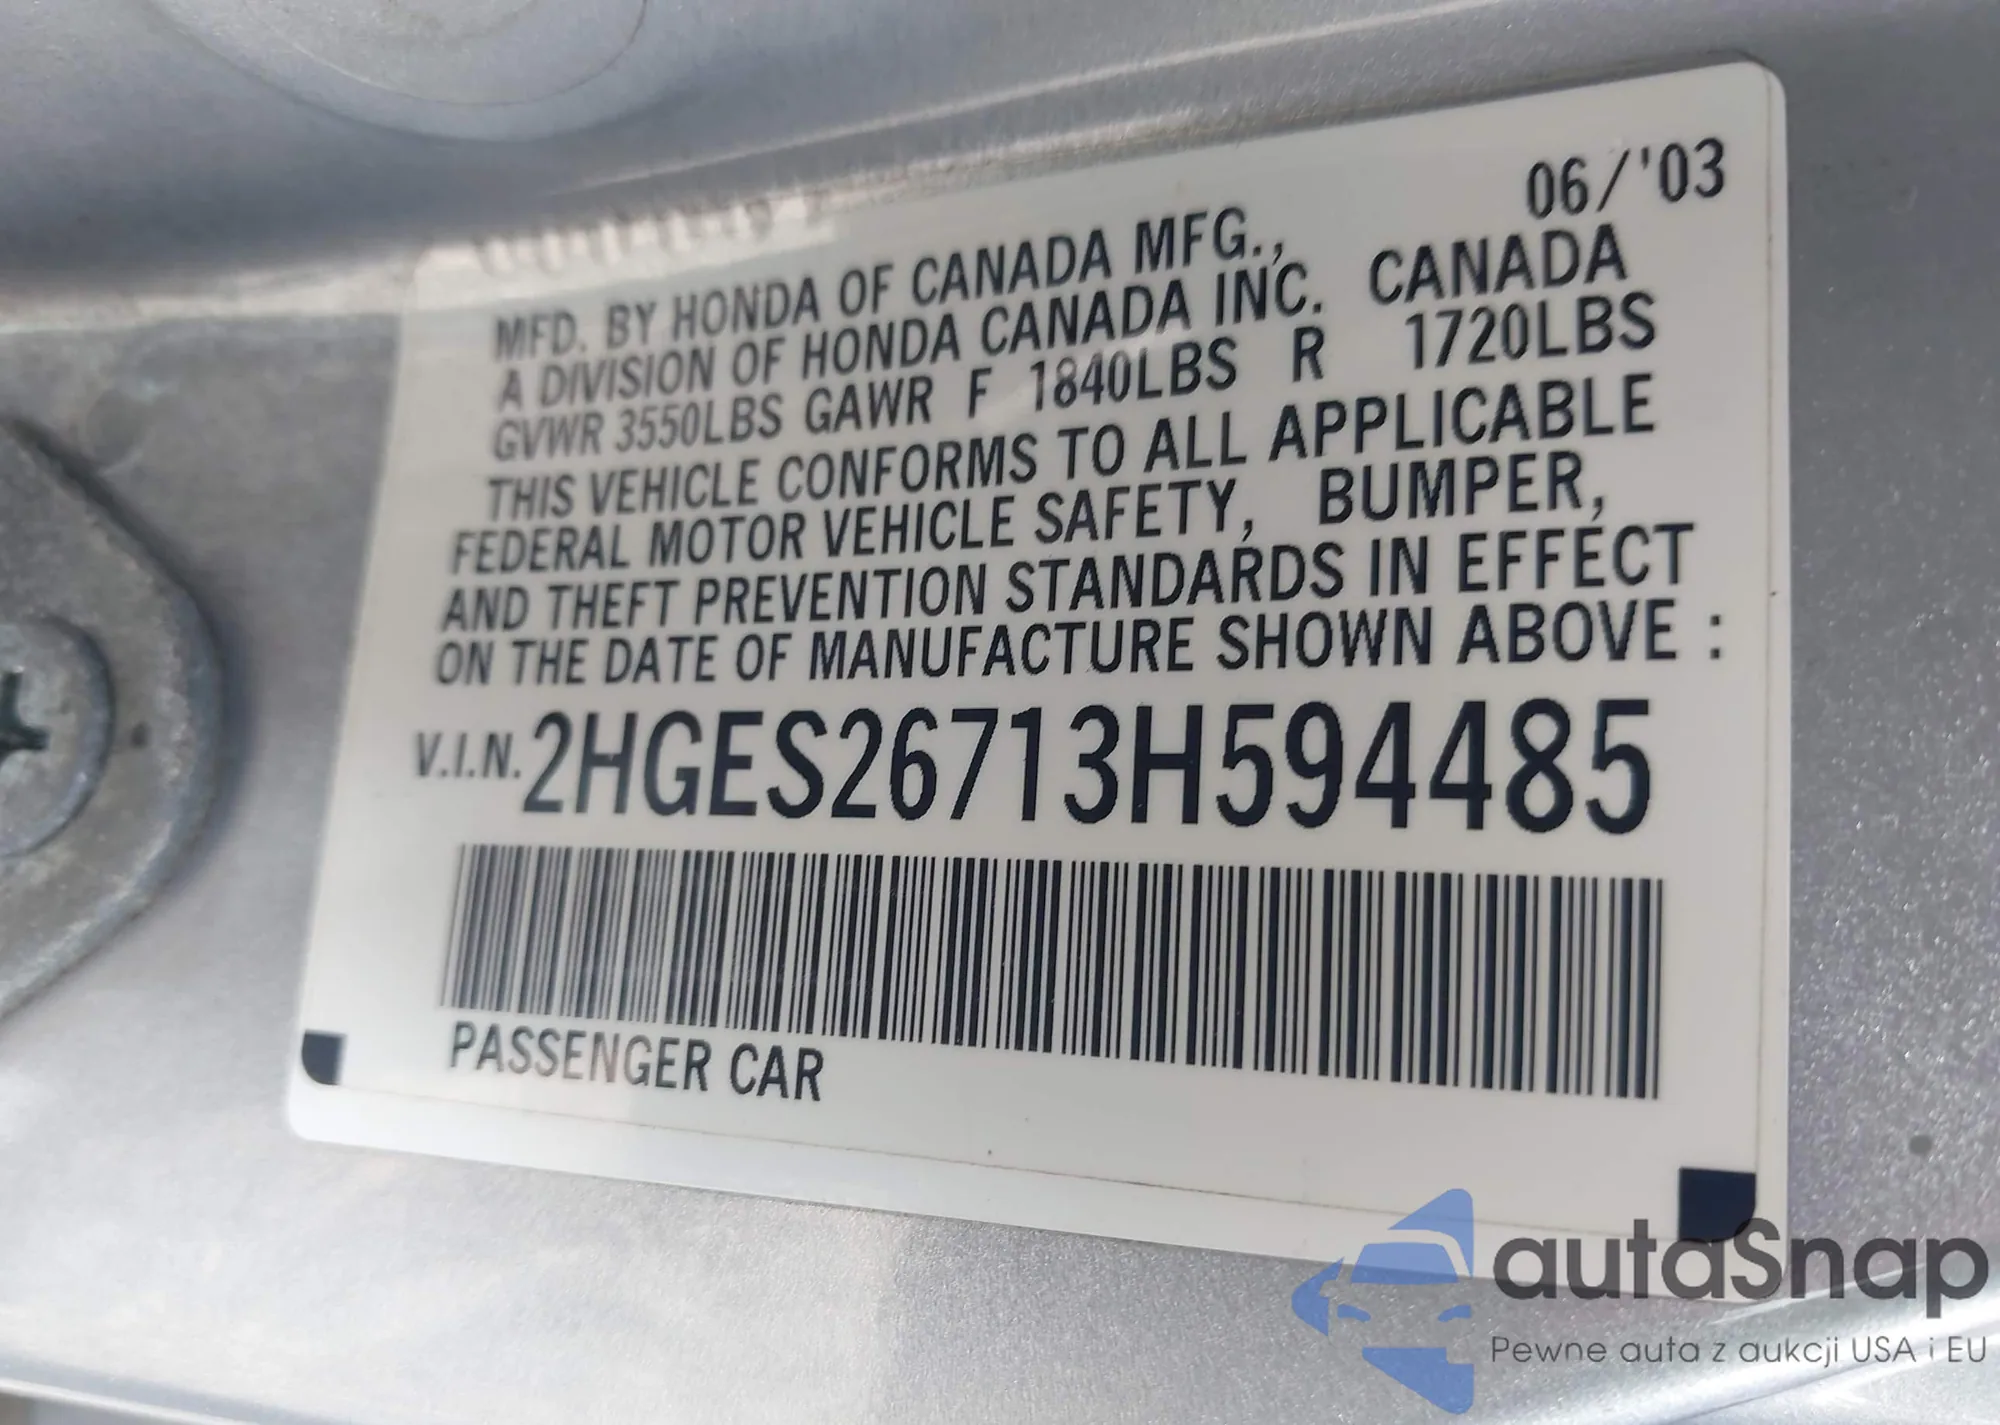 06/'03
MFD. BY HONDA OF CANADA MFG.,
A DIVISION OF HONDA CANADA INC. CANADA
GVWR 3550LBS GAWR F 1840LBS R 1720LBS
THIS VEHICLE CONFORMS TO ALL APPLICABLE
FEDERAL MOTOR VEHICLE SAFETY, BUMPER,
AND THEFT PREVENTION STANDARDS IN EFFECT
ON THE DATE OF MANUFACTURE SHOWN ABOVE :
V.I.N. 2HGES26713H594485
PASSENGER CAR
autaSnap
Pewne auta z aukcji USA i EU